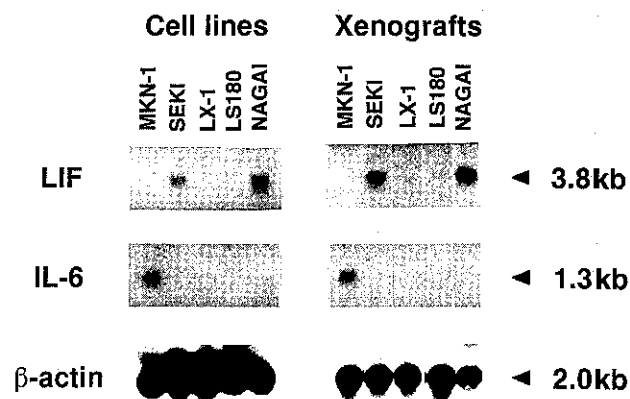 Cell lines Xenografts
MKN-1 SEKI LX-1 LS180 NAGAI MKN-1 SEKI LX-1 LS180 NAGAI
LIF ◄ 3.8kb
IL-6 ◄ 1.3kb
β-actin ◄ 2.0kb